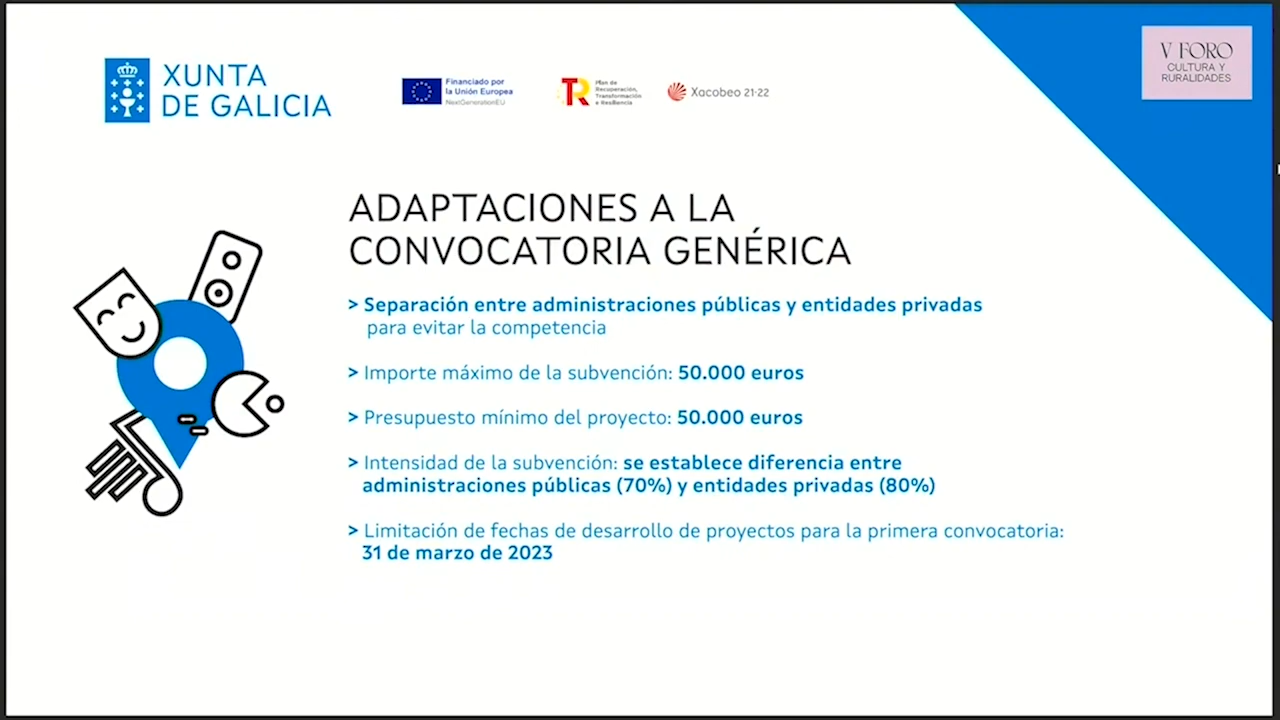 XUNTA
DE GALICIA
Financiado por
la Unión Europea
NextGenerationEU
TR
Plan de
Recuperación,
Transformación
e Resiliencia
Xacobeo 21·22
V FORO
CULTURA Y
RURALIDADES
ADAPTACIONES A LA
CONVOCATORIA GENÉRICA
> Separación entre administraciones públicas y entidades privadas
para evitar la competencia
> Importe máximo de la subvención: 50.000 euros
> Presupuesto mínimo del proyecto: 50.000 euros
> Intensidad de la subvención: se establece diferencia entre
administraciones públicas (70%) y entidades privadas (80%)
> Limitación de fechas de desarrollo de proyectos para la primera convocatoria:
31 de marzo de 2023